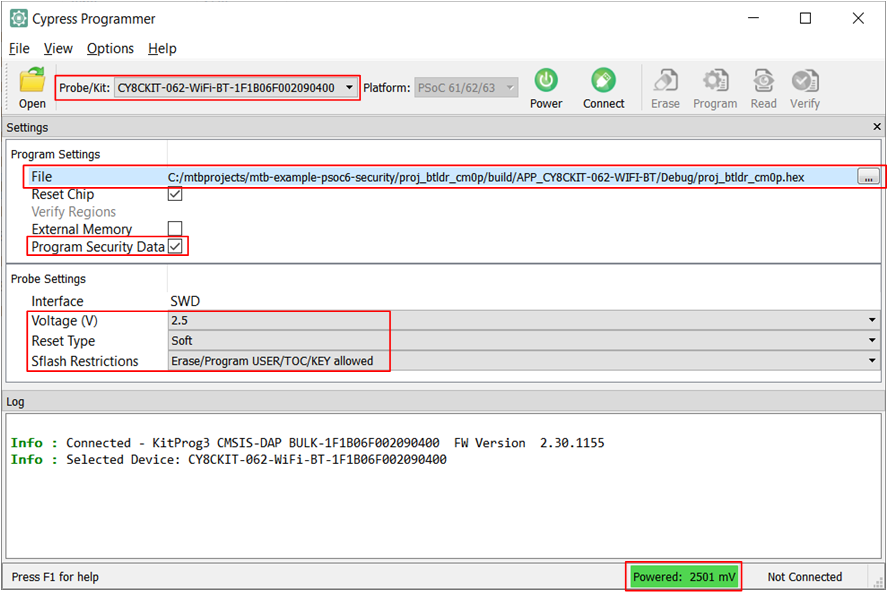 Cypress Programmer
File View Options Help
Open Probe/Kit: CY8CKIT-062-WiFi-BT-1F1B06F002090400 Platform: PSoC 61/62/63 Power Connect Erase Program Read Verify
Settings
Program Settings
File C:/mtbprojects/mtb-example-psoc6-security/proj_btldr_cm0p/build/APP_CY8CKIT-062-WIFI-BT/Debug/proj_btldr_cm0p.hex ...
Reset Chip
Verify Regions
External Memory
Program Security Data
Probe Settings
Interface SWD
Voltage (V) 2.5
Reset Type Soft
Sflash Restrictions Erase/Program USER/TOC/KEY allowed
Log
Info : Connected - KitProg3 CMSIS-DAP BULK-1F1B06F002090400 FW Version 2.30.1155
Info : Selected Device: CY8CKIT-062-WiFi-BT-1F1B06F002090400
Press F1 for help Powered: 2501 mV Not Connected